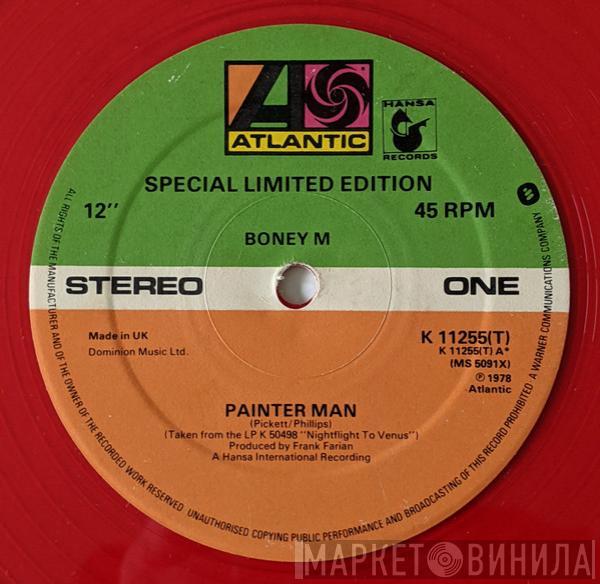 ATLANTIC
HANSA
RECORDS
SPECIAL LIMITED EDITION
12'' 45 RPM
BONEY M
STEREO ONE
Made in UK
Dominion Music Ltd.
K 11255(T)
K 11255(T) A*
(MS 5091X)
℗ 1978
Atlantic
PAINTER MAN
(Pickett/Phillips)
(Taken from the LP K 50498 "Nightflight To Venus")
Produced by Frank Farian
A Hansa International Recording
ALL RIGHTS OF THE MANUFACTURER AND OF THE OWNER OF THE RECORDED WORK RESERVED UNAUTHORISED COPYING PUBLIC PERFORMANCE AND BROADCASTING OF THIS RECORD PROHIBITED A WARNER COMMUNICATIONS COMPANY
МАРКЕТ ВИНИЛА